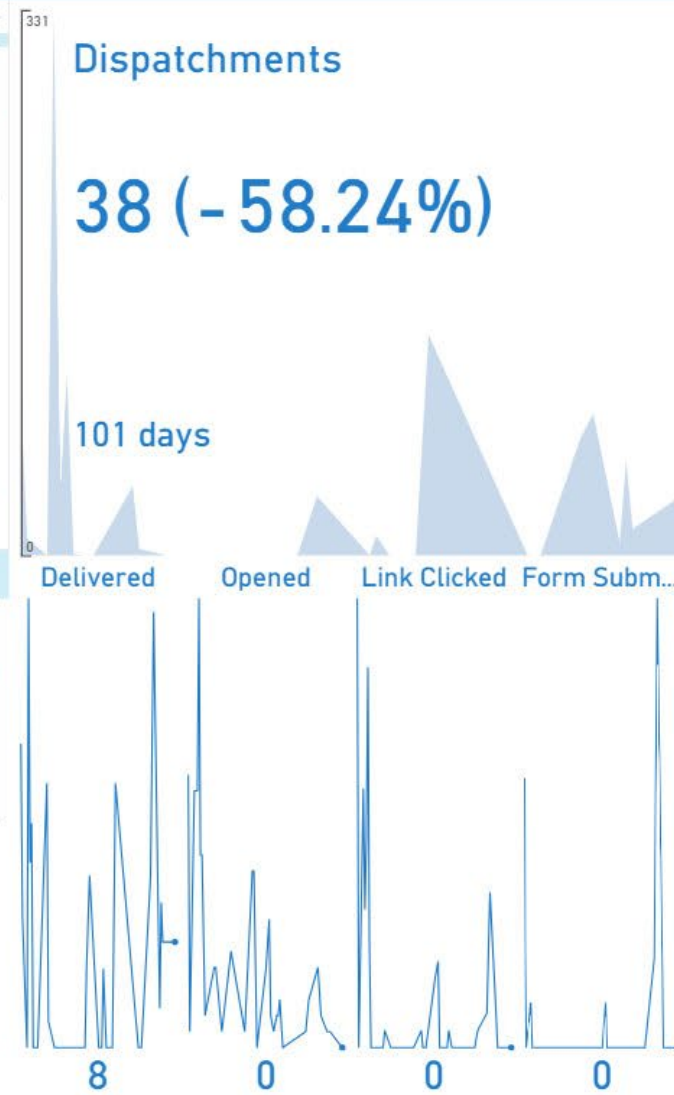 331
Dispatchments
38 (-58.24%)
101 days
0
Delivered Opened Link Clicked Form Subm...
8 0 0 0